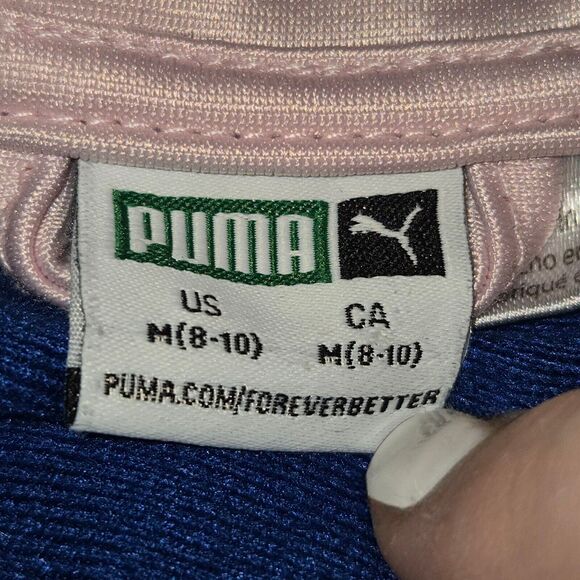 PUMA
US
CA
M(8-10)
M(8-10)
PUMA.COM/FOREVERBETTER